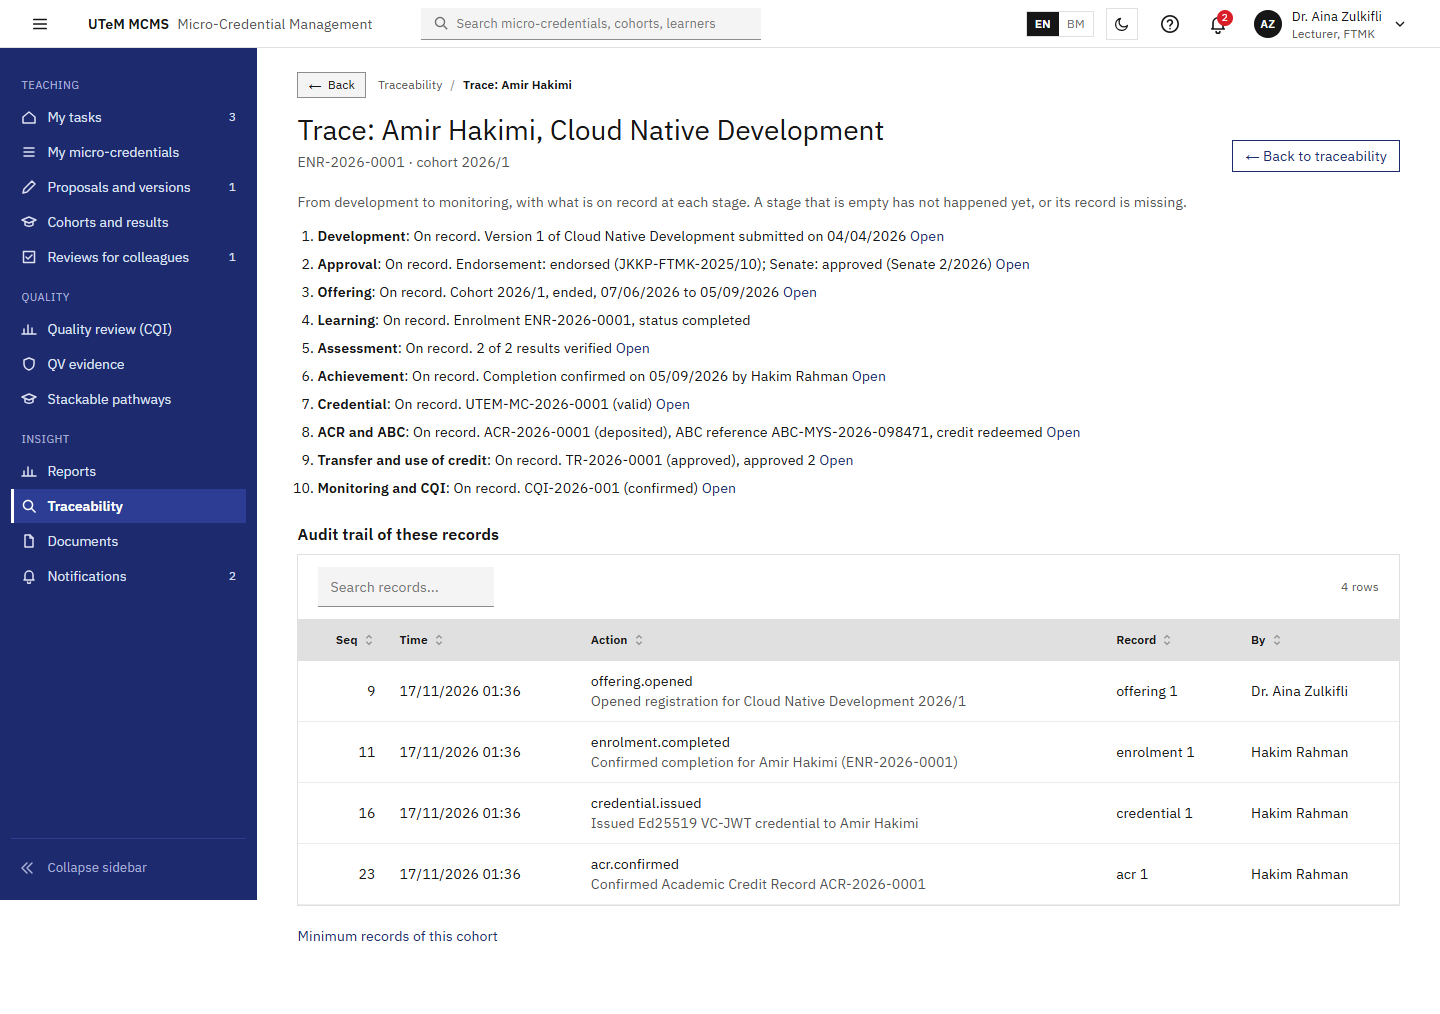 UTeM MCMS Micro-Credential Management
Search micro-credentials, cohorts, learners
EN BM
2
AZ
Dr. Aina Zulkifli
Lecturer, FTMK
TEACHING
My tasks 3
My micro-credentials
Proposals and versions 1
Cohorts and results
Reviews for colleagues 1
QUALITY
Quality review (CQI)
QV evidence
Stackable pathways
INSIGHT
Reports
Traceability
Documents
Notifications 2
Collapse sidebar
← Back Traceability / Trace: Amir Hakimi
Trace: Amir Hakimi, Cloud Native Development
ENR-2026-0001 · cohort 2026/1
← Back to traceability
From development to monitoring, with what is on record at each stage. A stage that is empty has not happened yet, or its record is missing.
1. Development: On record. Version 1 of Cloud Native Development submitted on 04/04/2026 Open
2. Approval: On record. Endorsement: endorsed (JKKP-FTMK-2025/10); Senate: approved (Senate 2/2026) Open
3. Offering: On record. Cohort 2026/1, ended, 07/06/2026 to 05/09/2026 Open
4. Learning: On record. Enrolment ENR-2026-0001, status completed
5. Assessment: On record. 2 of 2 results verified Open
6. Achievement: On record. Completion confirmed on 05/09/2026 by Hakim Rahman Open
7. Credential: On record. UTEM-MC-2026-0001 (valid) Open
8. ACR and ABC: On record. ACR-2026-0001 (deposited), ABC reference ABC-MYS-2026-098471, credit redeemed Open
9. Transfer and use of credit: On record. TR-2026-0001 (approved), approved 2 Open
10. Monitoring and CQI: On record. CQI-2026-001 (confirmed) Open
Audit trail of these records
Search records... 4 rows
Seq Time Action Record By
9 17/11/2026 01:36 offering.opened offering 1 Dr. Aina Zulkifli
Opened registration for Cloud Native Development 2026/1
11 17/11/2026 01:36 enrolment.completed enrolment 1 Hakim Rahman
Confirmed completion for Amir Hakimi (ENR-2026-0001)
16 17/11/2026 01:36 credential.issued credential 1 Hakim Rahman
Issued Ed25519 VC-JWT credential to Amir Hakimi
23 17/11/2026 01:36 acr.confirmed acr 1 Hakim Rahman
Confirmed Academic Credit Record ACR-2026-0001
Minimum records of this cohort